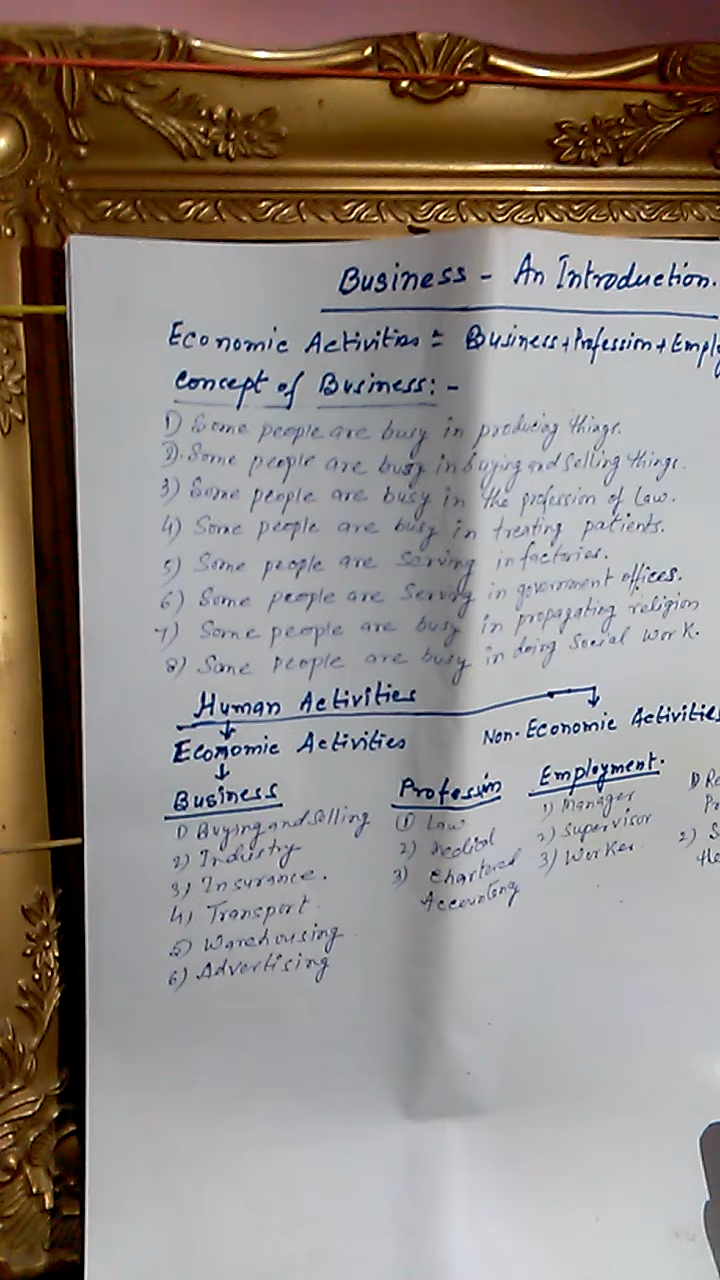 Business - An Introduction.
Economic Activities = Business + Profession + Emplo
Concept of Business:-
1) Some people are busy in producing things.
2). Some people are busy in buying and selling things.
3) Some people are busy in the profession of law.
4) Some people are busy in treating patients.
5) Some people are serving in factories.
6) Some people are serving in government offices.
7) Some people are busy in propagating religion
8) Some people are busy in doing social work.
Human Activities
Economic Activities Non-Economic Activities
Business Profession Employment.
1) Buying and selling 1) Law 1) Manager 1) Re
2) Industry 2) Medical 2) Supervisor Pr
3) Insurance. 3) Chartered 3) Worker 2) S
4) Transport. Accounting He
5) Warehousing
6) Advertising